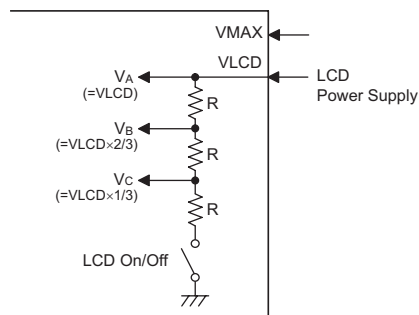 VMAX
VLCD
LCD
Power Supply
VA
(=VLCD)
R
VB
(=VLCD×2/3)
R
VC
(=VLCD×1/3)
R
LCD On/Off